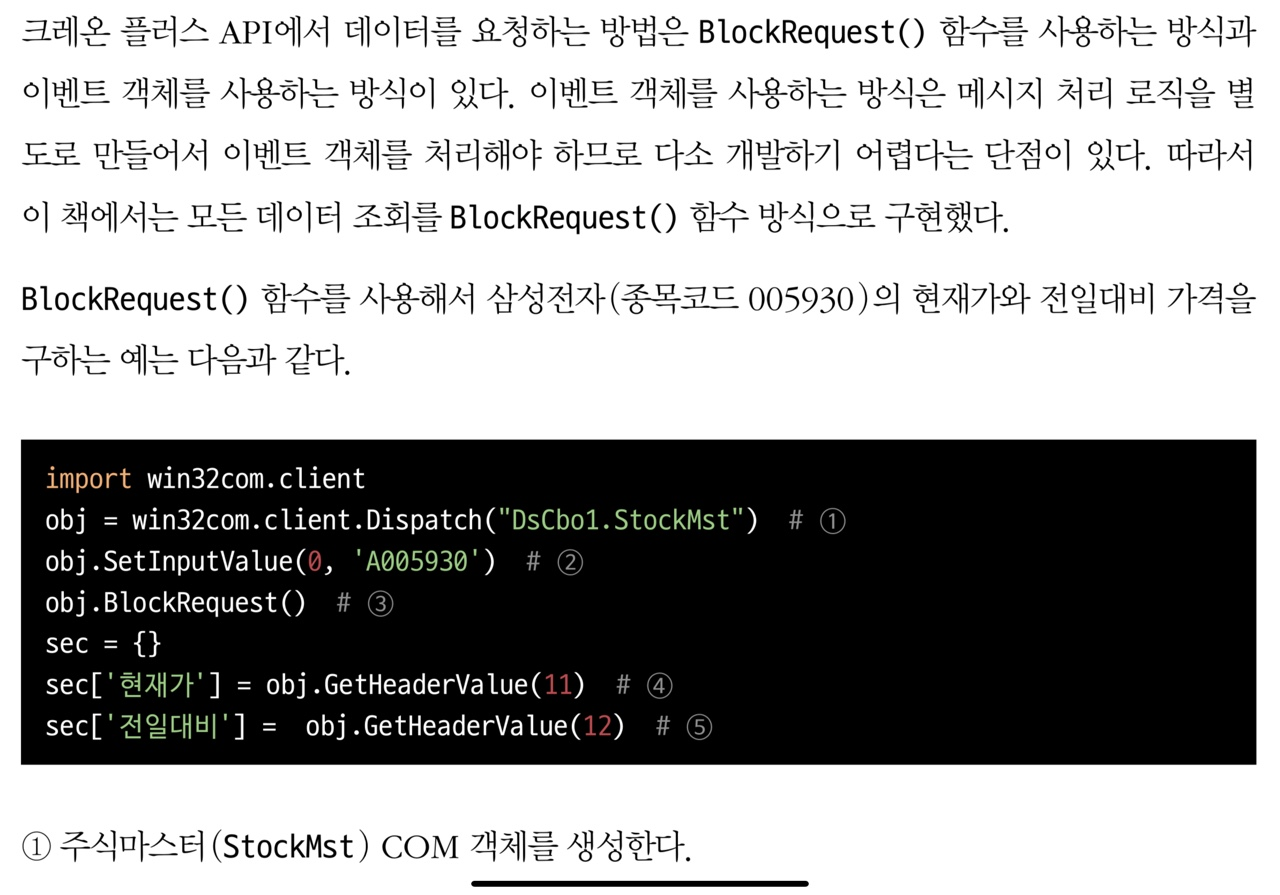 크레온 플러스 API에서 데이터를 요청하는 방법은 BlockRequest() 함수를 사용하는 방식과
이벤트 객체를 사용하는 방식이 있다. 이벤트 객체를 사용하는 방식은 메시지 처리 로직을 별
도로 만들어서 이벤트 객체를 처리해야 하므로 다소 개발하기 어렵다는 단점이 있다. 따라서
이 책에서는 모든 데이터 조회를 BlockRequest() 함수 방식으로 구현했다.
BlockRequest() 함수를 사용해서 삼성전자(종목코드 005930)의 현재가와 전일대비 가격을
구하는 예는 다음과 같다.
import win32com.client
obj = win32com.client.Dispatch("DsCbo1.StockMst")  # ①
obj.SetInputValue(0, 'A005930')  # ②
obj.BlockRequest()  # ③
sec = {}
sec['현재가'] = obj.GetHeaderValue(11)  # ④
sec['전일대비'] =  obj.GetHeaderValue(12)  # ⑤
① 주식마스터(StockMst) COM 객체를 생성한다.